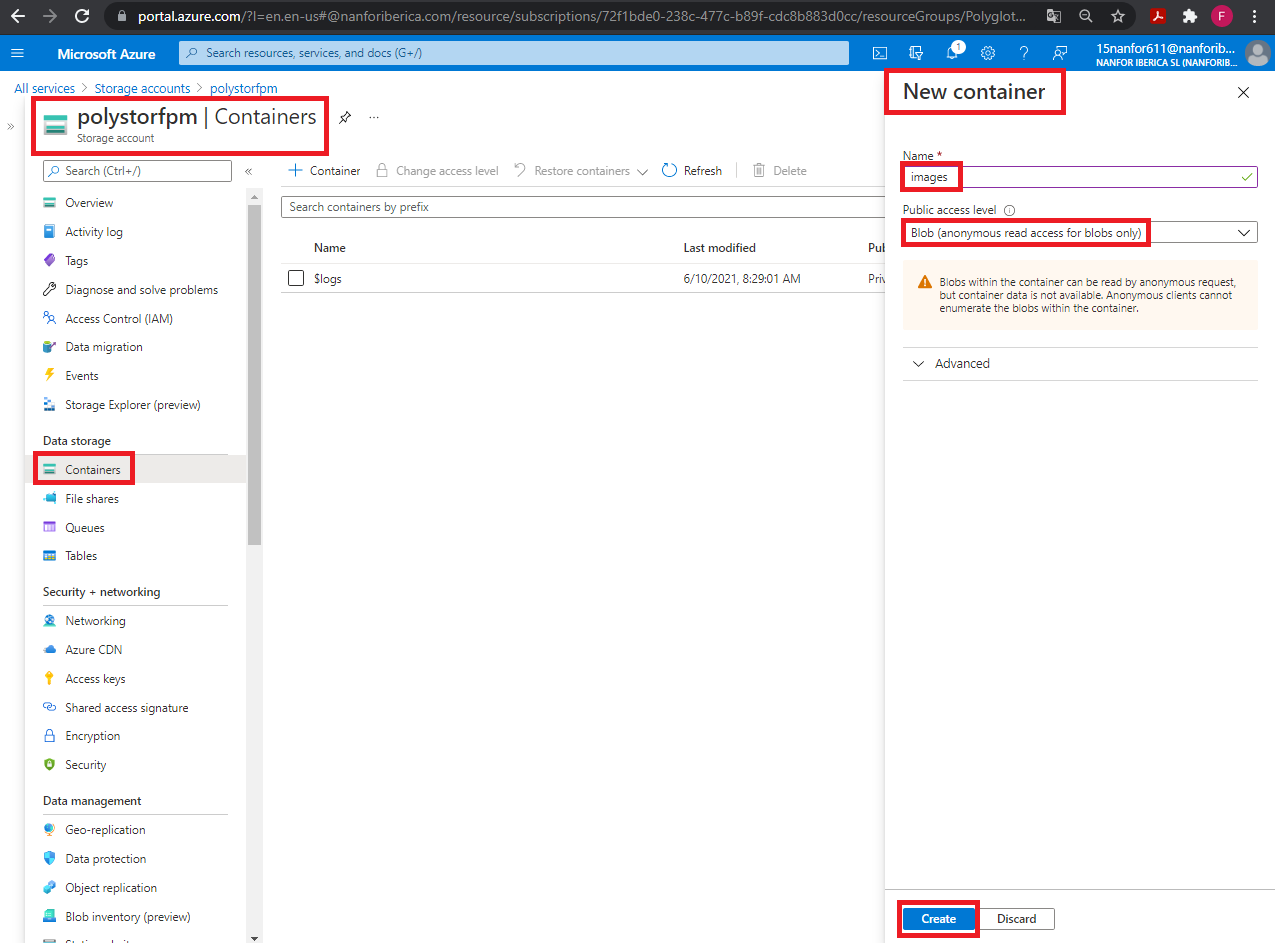 portal.azure.com/?l=en.en-us#@nanforiberica.com/resource/subscriptions/72f1bde0-238c-477c-b89f-cdc8b883d0cc/resourceGroups/Polyglot...
F
Microsoft Azure
Search resources, services, and docs (G+/)
1
15nanfor611@nanforib...
NANFOR IBERICA SL (NANFORIB...
All services > Storage accounts > polystorfpm
polystorfpm | Containers
...
Storage account
Search (Ctrl+/)
«
Overview
Activity log
Tags
Diagnose and solve problems
Access Control (IAM)
Data migration
Events
Storage Explorer (preview)
Data storage
Containers
File shares
Queues
Tables
Security + networking
Networking
Azure CDN
Access keys
Shared access signature
Encryption
Security
Data management
Geo-replication
Data protection
Object replication
Blob inventory (preview)
+ Container Change access level Restore containers Refresh Delete
Search containers by prefix
Name Last modified Pu
$logs 6/10/2021, 8:29:01 AM Priv
New container
Name *
images
Public access level
Blob (anonymous read access for blobs only)
Blobs within the container can be read by anonymous request,
but container data is not available. Anonymous clients cannot
enumerate the blobs within the container.
Advanced
Create Discard